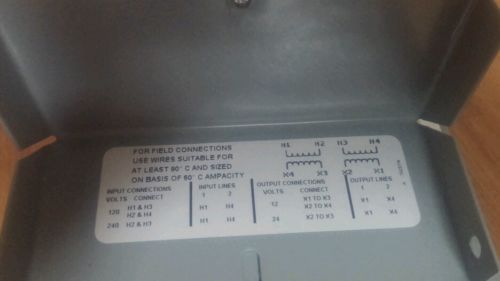 FOR FIELD CONNECTIONS
USE WIRES SUITABLE FOR
AT LEAST 90°C AND SIZED
ON BASIS OF 60°C AMPACITY
H1 H2 H3 H4
X4 X3 X2 X1
INPUT CONNECTIONS INPUT LINES OUTPUT CONNECTIONS OUTPUT LINES
VOLTS CONNECT 1 2 VOLTS CONNECT 1 2
120 H1 & H3 H1 H4 12 X1 TO X3 X1 X4
H2 & H4 X2 TO X4
240 H2 & H3 H1 H4 24 X2 TO X3 X1 X4